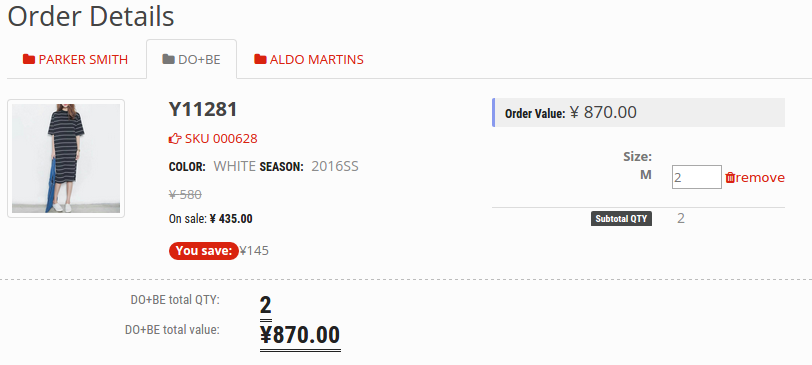 Order Details
PARKER SMITH
DO+BE
ALDO MARTINS
Y11281
SKU 000628
COLOR: WHITE SEASON: 2016SS
¥ 580
On sale: ¥ 435.00
You save: ¥145
Order Value: ¥ 870.00
Size:
M 2 remove
Subtotal QTY 2
DO+BE total QTY: 2
DO+BE total value: ¥870.00